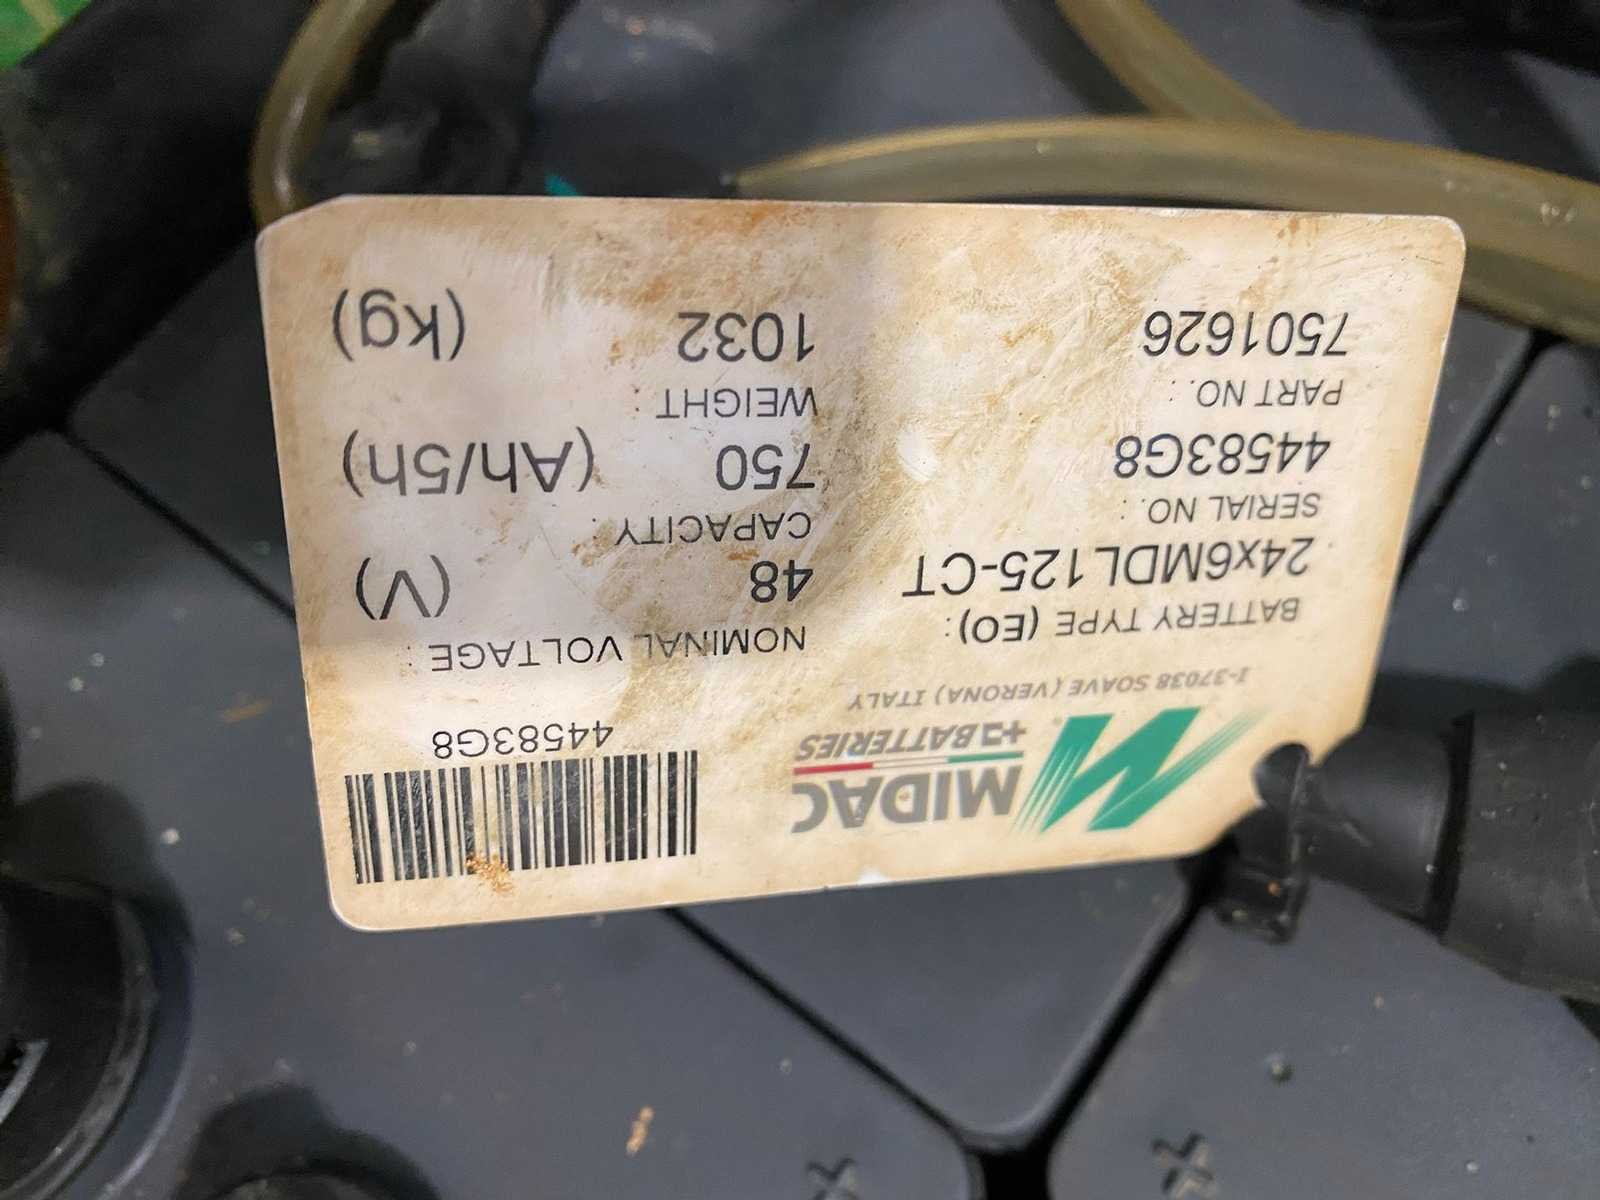 MIDAC
BATTERIES
I-37038 SOAVE (VERONA) ITALY
44583G8
BATTERY TYPE (EO):
24x6MDL125-CT
SERIAL NO. :
44583G8
PART NO. :
7501626
NOMINAL VOLTAGE :
48 (V)
CAPACITY :
750 (Ah/5h)
WEIGHT :
1032 (kg)